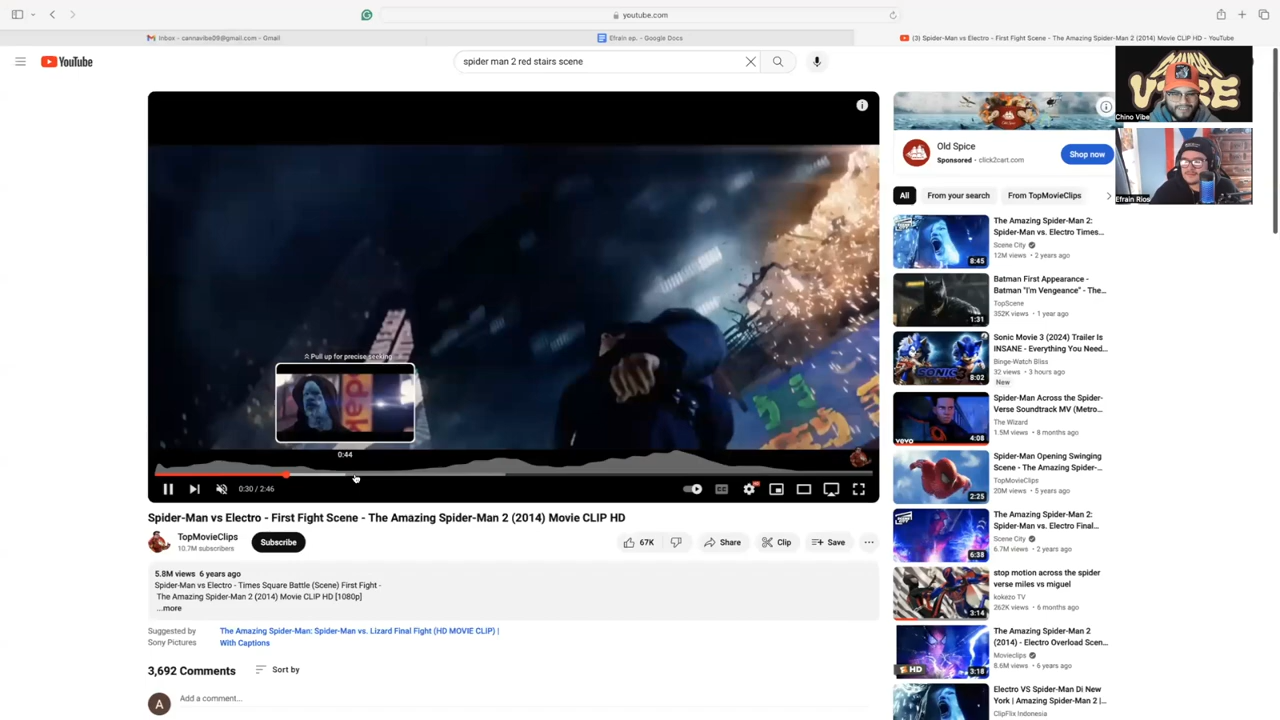 youtube.com
Inbox - cannavibe09@gmail.com - Gmail
Efrain ep. - Google Docs
(3) Spider-Man vs Electro - First Fight Scene - The Amazing Spider-Man 2 (2014) Movie CLIP HD - YouTube
YouTube
spider man 2 red stairs scene
VIBE
Chino Vibe
Efrain Rios
Old Spice
Sponsored • click2cart.com
Shop now
All
From your search
From TopMovieClips
The Amazing Spider-Man 2:
Spider-Man vs. Electro Times...
Scene City
12M views • 2 years ago
8:45
Batman First Appearance -
Batman "I'm Vengeance" - The...
TopScene
352K views • 1 year ago
1:31
Sonic Movie 3 (2024) Trailer Is
INSANE - Everything You Need...
Binge-Watch Bliss
32 views • 3 hours ago
New
SONIC
8:02
Spider-Man Across the Spider-
Verse Soundtrack MV (Metro...
The Wizard
1.5M views • 8 months ago
vevo
4:08
Spider-Man Opening Swinging
Scene - The Amazing Spider-
TopMovieClips
20M views • 5 years ago
2:25
The Amazing Spider-Man 2:
Spider-Man vs. Electro Final...
Scene City
6.7M views • 2 years ago
6:38
stop motion across the spider
verse miles vs miguel
kokezo TV
262K views • 6 months ago
3:14
The Amazing Spider-Man 2
(2014) - Electro Overload Scen...
Movieclips
8.6M views • 6 years ago
HD
3:18
Electro VS Spider-Man Di New
York | Amazing Spider-Man 2 |
ClipFlix Indonesia
Pull up for precise seeking
0:44
0:30 / 2:46
CC
Spider-Man vs Electro - First Fight Scene - The Amazing Spider-Man 2 (2014) Movie CLIP HD
TopMovieClips
10.7M subscribers
Subscribe
67K
Share
Clip
Save
5.8M views 6 years ago
Spider-Man vs Electro - Times Square Battle (Scene) First Fight -
The Amazing Spider-Man 2 (2014) Movie CLIP HD [1080p]
...more
Suggested by
Sony Pictures
The Amazing Spider-Man: Spider-Man vs. Lizard Final Fight (HD MOVIE CLIP) |
With Captions
3,692 Comments
Sort by
A
Add a comment...